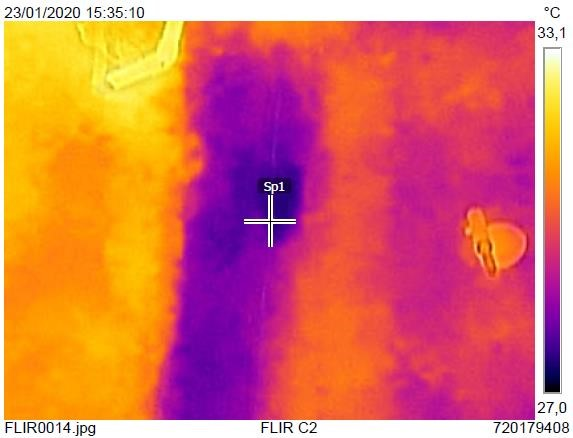 23/01/2020 15:35:10
°C
33,1
Sp1
27,0
FLIR0014.jpg
FLIR C2
720179408